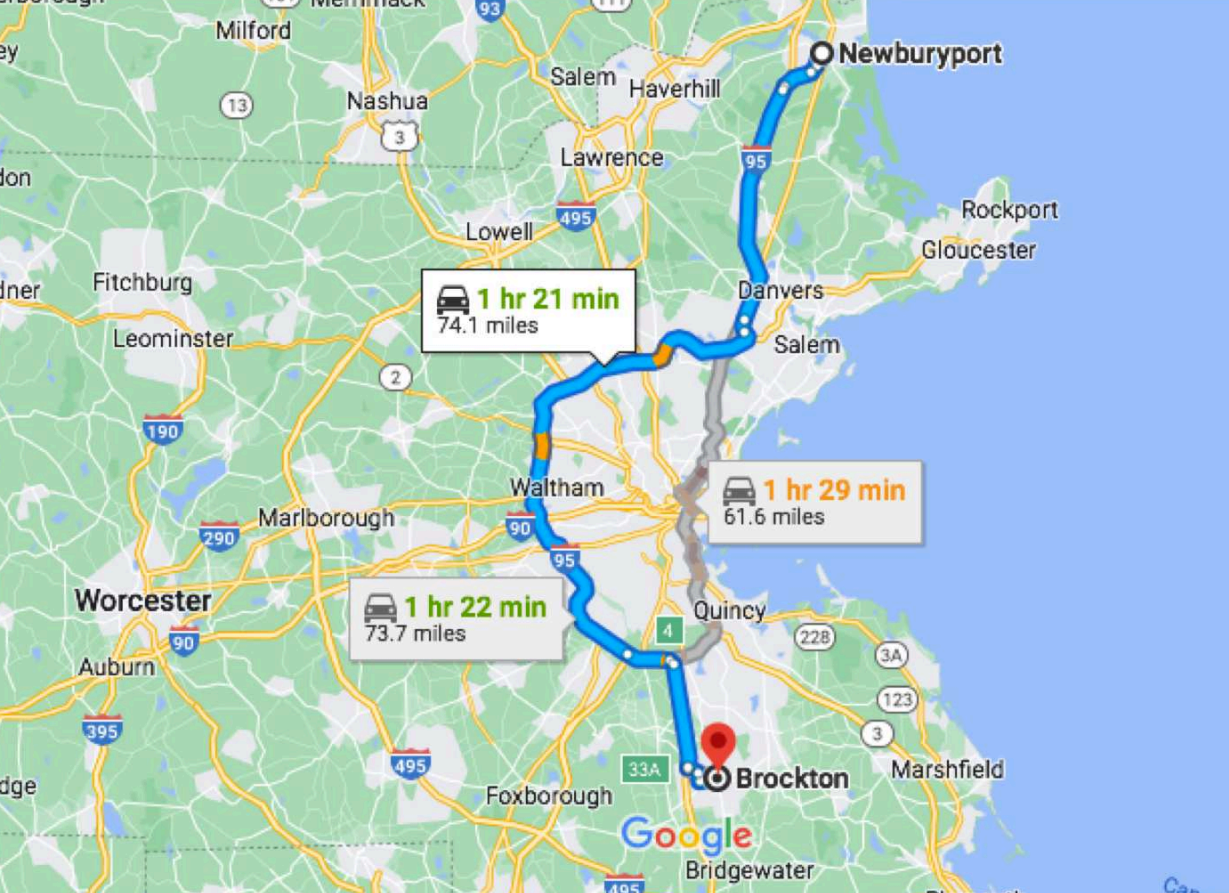 93
Milford
Newburyport
Salem
Haverhill
13
Nashua
3
Lawrence
95
495
Rockport
Lowell
Gloucester
Fitchburg
Danvers
1 hr 21 min
74.1 miles
Leominster
Salem
2
190
Waltham
1 hr 29 min
61.6 miles
Marlborough
90
290
95
Worcester
1 hr 22 min
73.7 miles
Quincy
4
228
90
3A
Auburn
123
395
3
495
33A
Marshfield
Brockton
Foxborough
Google
Bridgewater
495